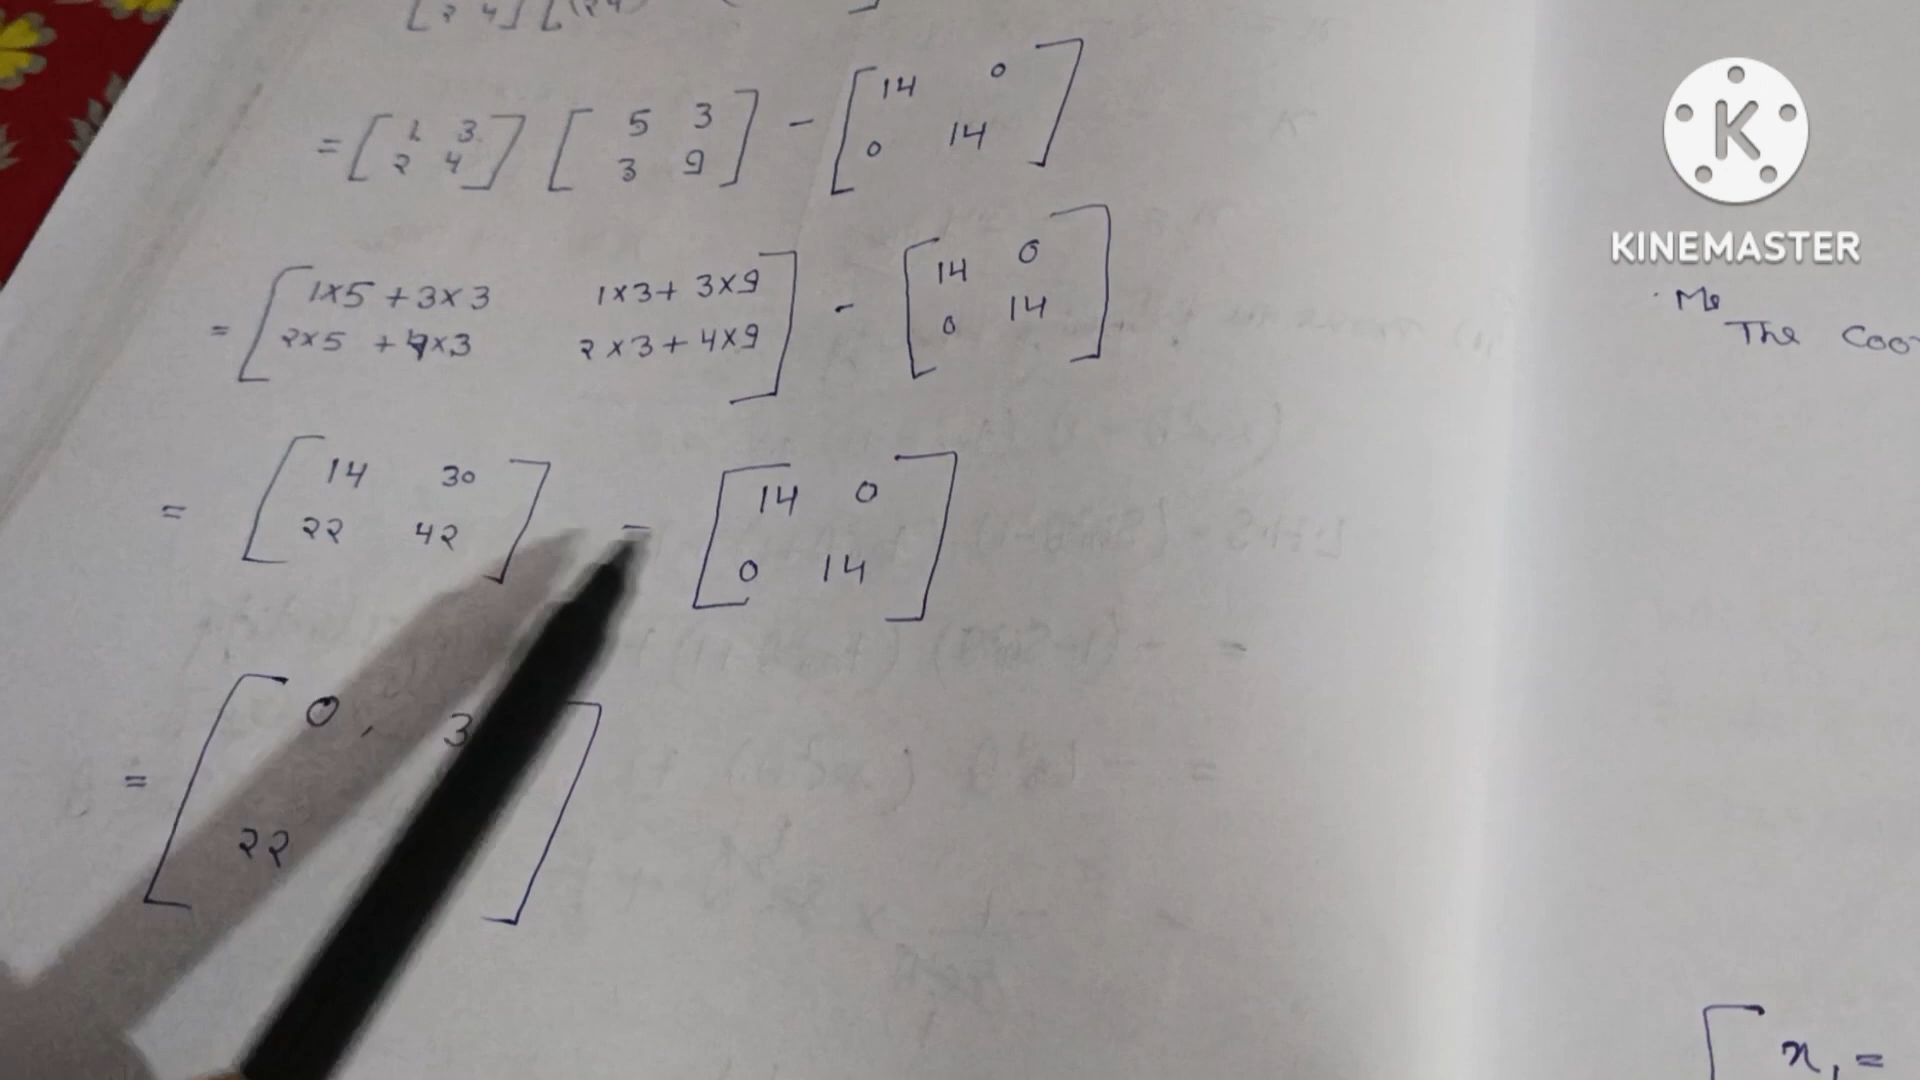 = [ 1 3 ] [ 5 3 ] - [ 14 0 ]
[ 2 4 ] [ 3 9 ] [ 0 14 ]
= [ 1×5 + 3×3 1×3 + 3×9 ] - [ 14 0 ]
[ 2×5 + 4×3 2×3 + 4×9 ] [ 0 14 ]
= [ 14 30 ] - [ 14 0 ]
[ 22 42 ] [ 0 14 ]
= [ 0, 3
22 ]
KINEMASTER
The Coo
[ x₁ =